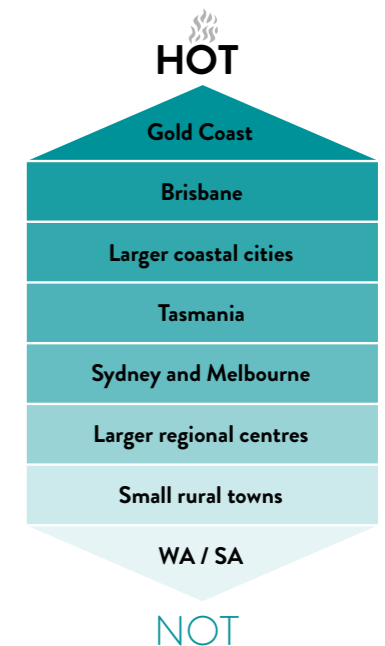 HOT
Gold Coast
Brisbane
Larger coastal cities
Tasmania
Sydney and Melbourne
Larger regional centres
Small rural towns
WA / SA
NOT